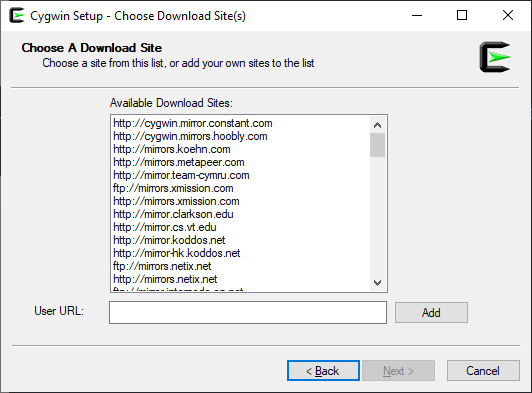 Cygwin Setup - Choose Download Site(s)
Choose A Download Site
Choose a site from this list, or add your own sites to the list
Available Download Sites:
http://cygwin.mirror.constant.com
http://cygwin.mirrors.hoobly.com
http://mirrors.koehn.com
http://mirrors.metapeer.com
http://mirror.team-cymru.com
ftp://mirrors.xmission.com
http://mirrors.xmission.com
http://mirror.clarkson.edu
http://mirror.cs.vt.edu
http://mirror.koddos.net
http://mirror-hk.koddos.net
ftp://mirrors.netix.net
http://mirrors.netix.net
User URL:
Add
< Back
Next >
Cancel